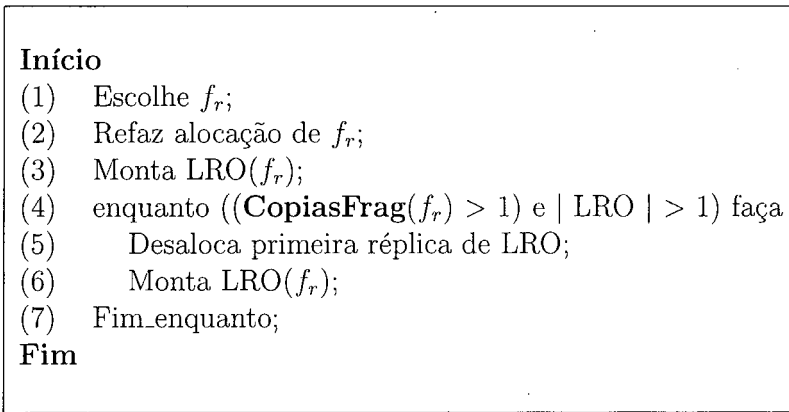 Início
(1) Escolhe f_r;
(2) Refaz alocação de f_r;
(3) Monta LRO(f_r);
(4) enquanto ((CopiasFrag(f_r) > 1) e | LRO | > 1) faça
(5) Desaloca primeira réplica de LRO;
(6) Monta LRO(f_r);
(7) Fim_enquanto;
Fim